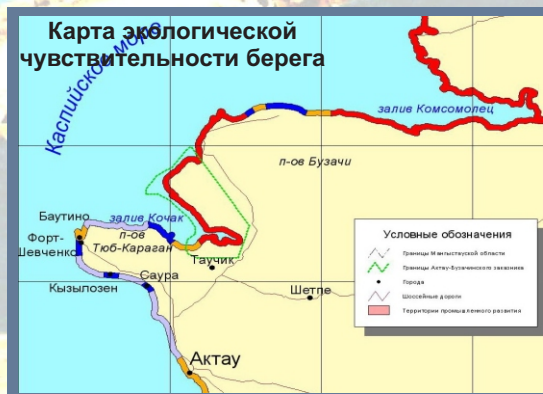 Карта экологической
чувствительности берега
Каспийское море
залив Комсомолец
п-ов Бузачи
Баутино
залив Кочак
Форт-
Шевченко
п-ов
Тюб-Караган
Таучик
Саура
Кызылозен
Шетпе
Актау
Условные обозначения
Границы Мангыстауской области
Границы Актау-Бузачинского заказника
Города
Шоссейные дороги
Территории промышленного развития